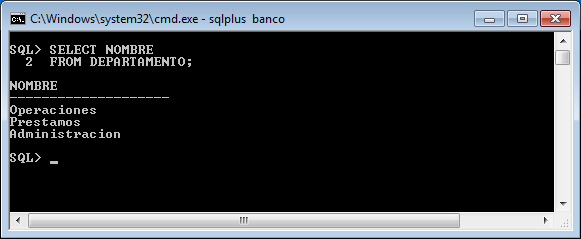 C:\Windows\system32\cmd.exe - sqlplus banco
SQL> SELECT NOMBRE
2 FROM DEPARTAMENTO;
NOMBRE
--------------------
Operaciones
Prestamos
Administracion
SQL> _